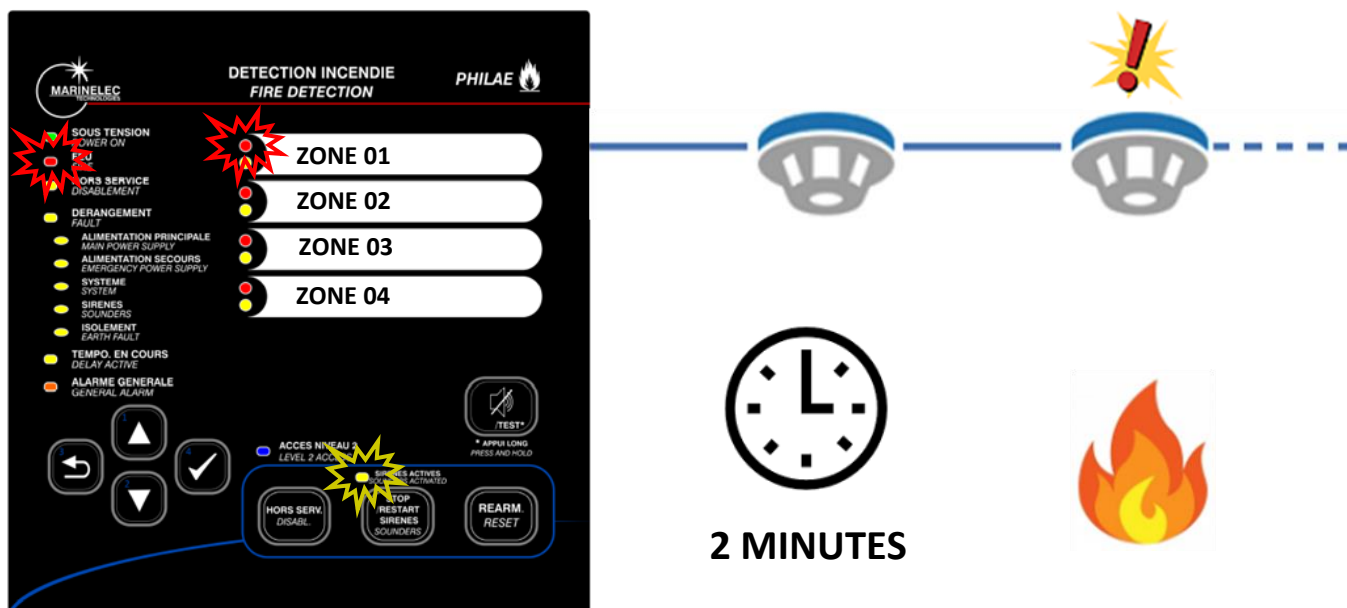 MARINELEC
TECHNOLOGIES
DETECTION INCENDIE
FIRE DETECTION
PHILAE
SOUS TENSION
POWER ON
HORS SERVICE
DISABLEMENT
DERANGEMENT
FAULT
ALIMENTATION PRINCIPALE
MAIN POWER SUPPLY
ALIMENTATION SECOURS
EMERGENCY POWER SUPPLY
SYSTEME
SYSTEM
SIRENES
SOUNDERS
ISOLEMENT
EARTH FAULT
TEMPO. EN COURS
DELAY ACTIVE
ALARME GENERALE
GENERAL ALARM
ZONE 01
ZONE 02
ZONE 03
ZONE 04
1
2
3
4
/TEST*
* APPUI LONG
PRESS AND HOLD
ACCES NIVEAU 2
LEVEL 2 ACCESS
SIRENES ACTIVES
SOUNDERS ACTIVATED
HORS SERV.
DISABL.
STOP
/RESTART
SIRENES
SOUNDERS
REARM.
RESET
2 MINUTES